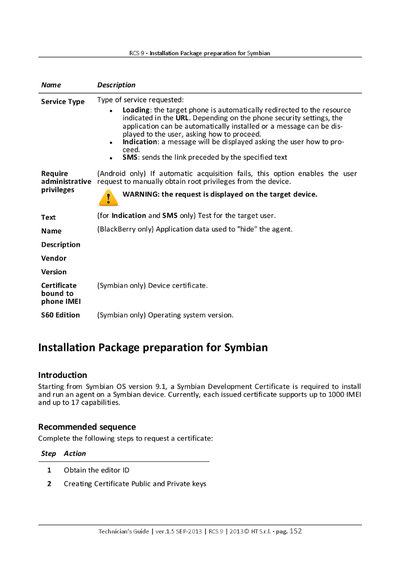 RCS 9 - Installation Package preparation for Symbian
Name Description
Service Type Type of service requested:
• Loading: the target phone is automatically redirected to the resource
indicated in the URL. Depending on the phone security settings, the
application can be automatically installed or a message can be dis-
played to the user, asking how to proceed.
• Indication: a message will be displayed asking the user how to pro-
ceed.
• SMS: sends the link preceded by the specified text
Require
administrative
privileges
(Android only) If automatic acquisition fails, this option enables the user
request to manually obtain root privileges from the device.
WARNING: the request is displayed on the target device.
Text (for Indication and SMS only) Test for the target user.
Name (BlackBerry only) Application data used to "hide" the agent.
Description
Vendor
Version
Certificate
bound to
phone IMEI
(Symbian only) Device certificate.
S60 Edition (Symbian only) Operating system version.
Installation Package preparation for Symbian
Introduction
Starting from Symbian OS version 9.1, a Symbian Development Certificate is required to install
and run an agent on a Symbian device. Currently, each issued certificate supports up to 1000 IMEI
and up to 17 capabilities.
Recommended sequence
Complete the following steps to request a certificate:
Step Action
1 Obtain the editor ID
2 Creating Certificate Public and Private keys
Technician's Guide | ver.1.5 SEP-2013 | RCS 9 | 2013© HT S.r.l. - pag. 152